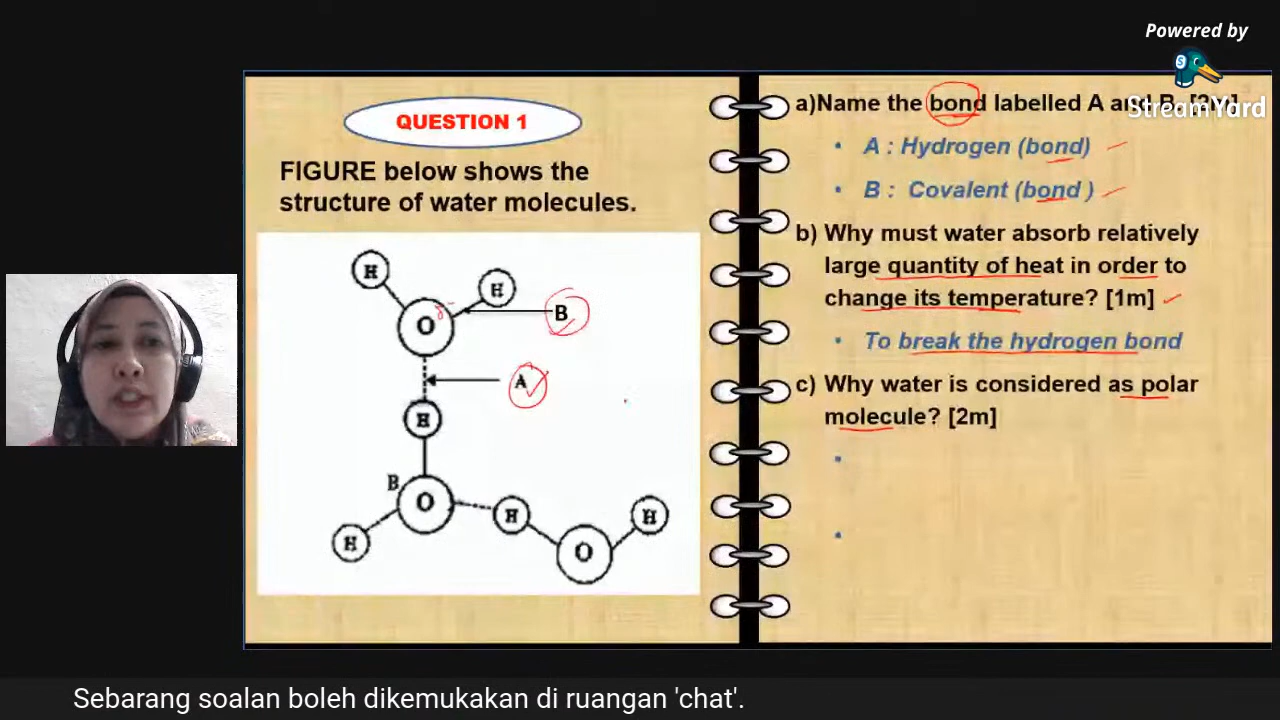 Powered by
StreamYard
QUESTION 1
FIGURE below shows the
structure of water molecules.
H
H
O
δ-
B
A
H
B
O
H
H
O
H
a)Name the bond labelled A and B. [2m]
• A : Hydrogen (bond)
• B : Covalent (bond )
b) Why must water absorb relatively
large quantity of heat in order to
change its temperature? [1m]
• To break the hydrogen bond
c) Why water is considered as polar
molecule? [2m]
Sebarang soalan boleh dikemukakan di ruangan 'chat'.